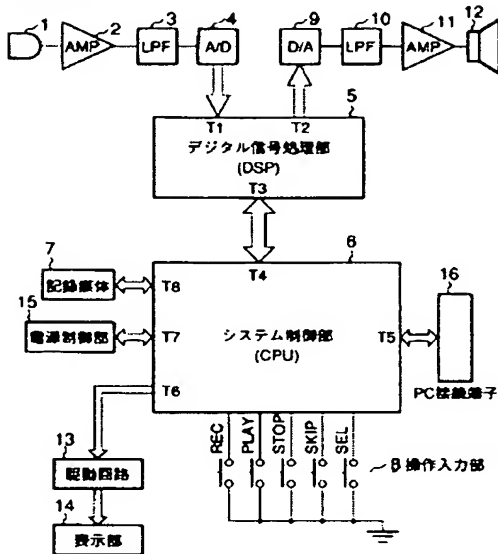 1 2 3 4 9 10 11 12
AMP LPF A/D D/A LPF AMP
5
T1 T2
デジタル信号処理部
(DSP)
T3
6
T4
7
記録媒体 T8
16
15
電源制御部 T7
システム制御部
(CPU)
T5
T6
PC接続端子
REC PLAY STOP SKIP SEL
13
駆動回路
8 操作入力部
14
表示部